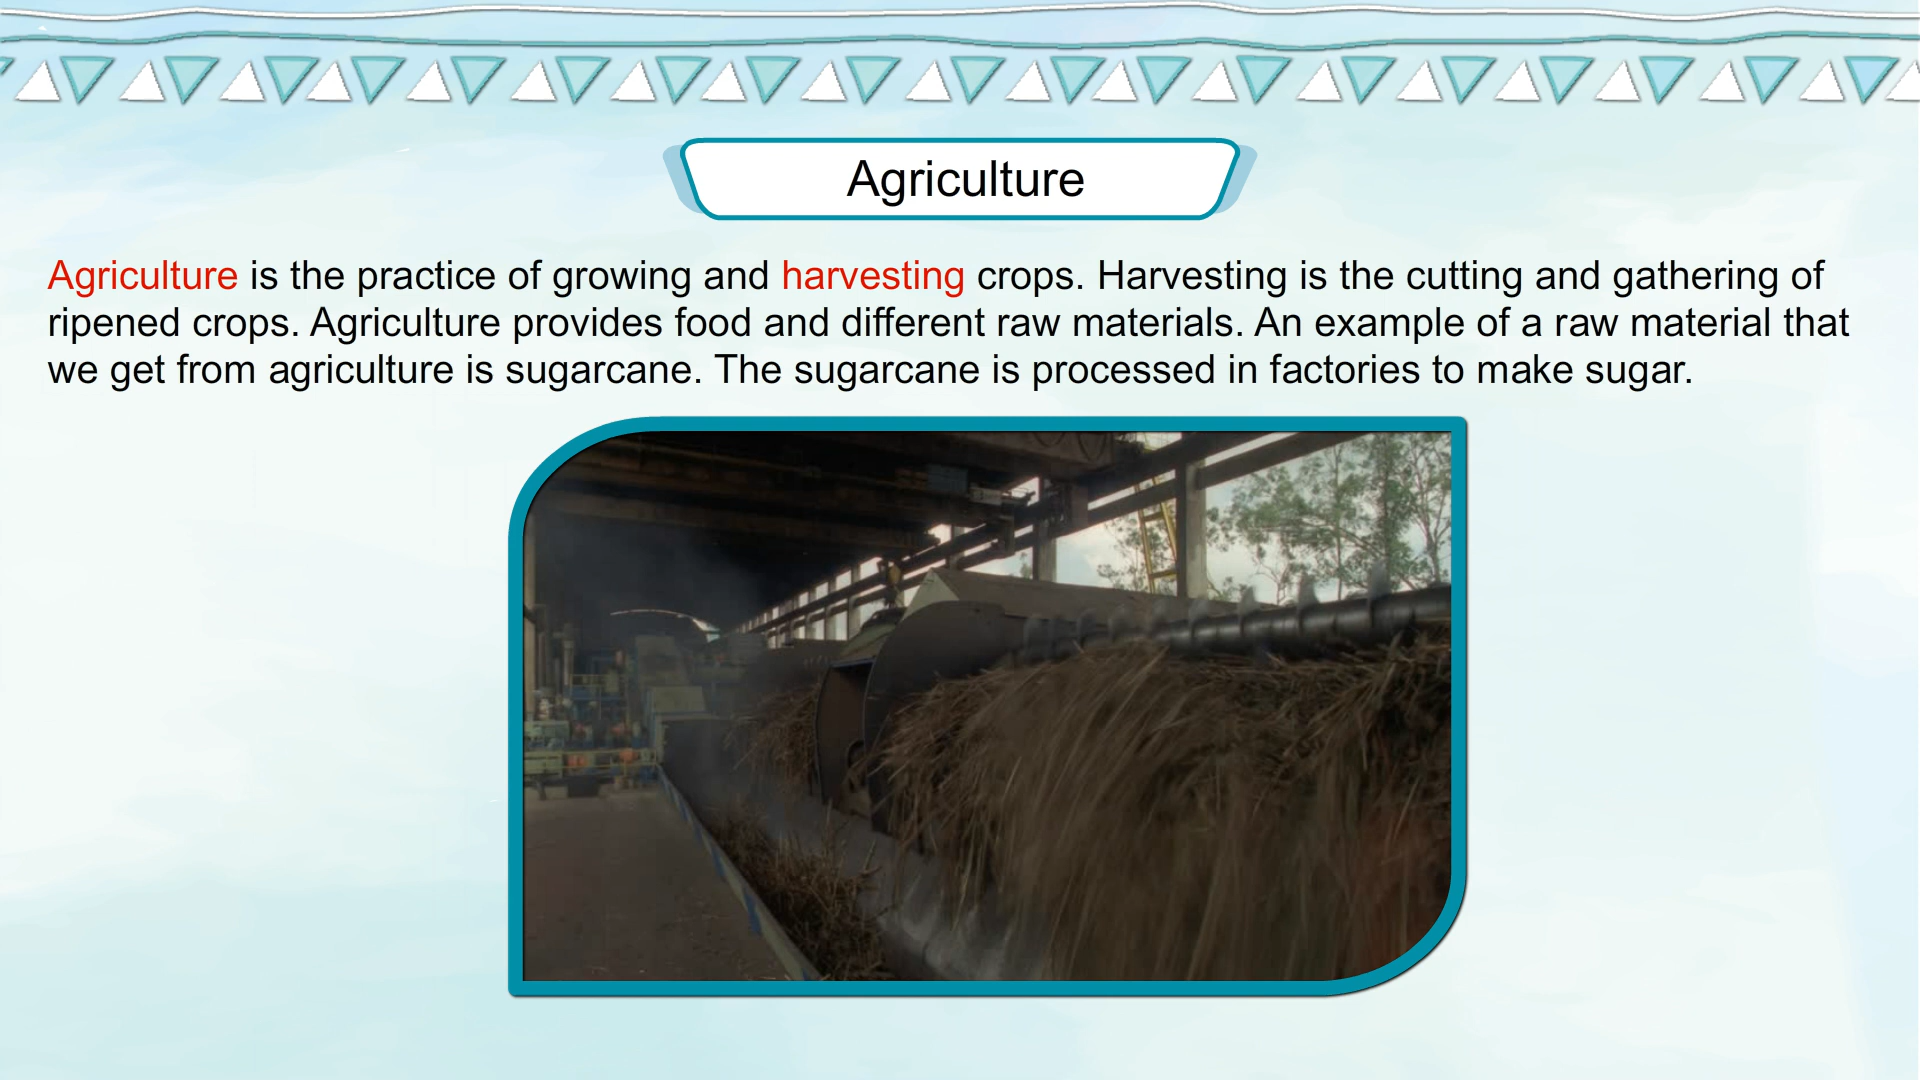 Agriculture
Agriculture is the practice of growing and harvesting crops. Harvesting is the cutting and gathering of
ripened crops. Agriculture provides food and different raw materials. An example of a raw material that
we get from agriculture is sugarcane. The sugarcane is processed in factories to make sugar.